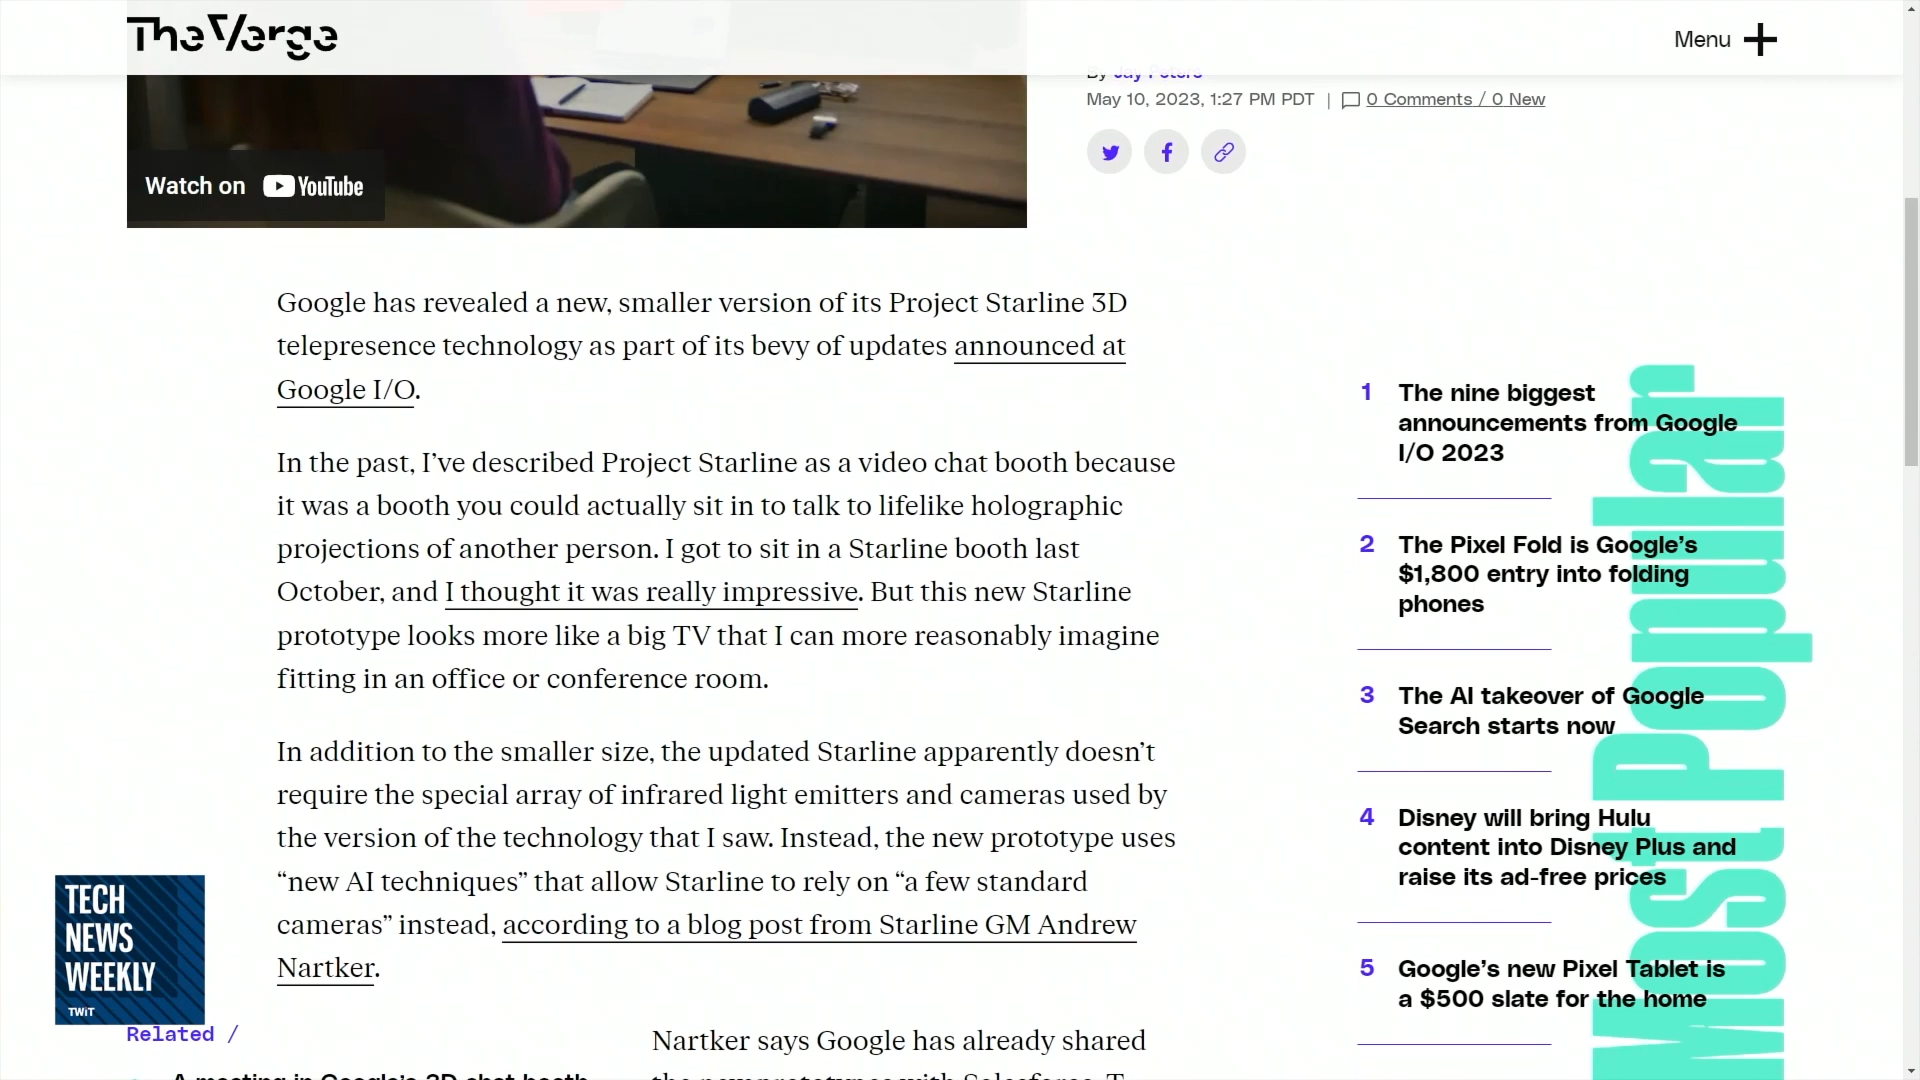 The Verge
Menu
By Jay Peters
May 10, 2023, 1:27 PM PDT | 0 Comments / 0 New
Watch on YouTube
Google has revealed a new, smaller version of its Project Starline 3D
telepresence technology as part of its bevy of updates announced at
Google I/O.
In the past, I’ve described Project Starline as a video chat booth because
it was a booth you could actually sit in to talk to lifelike holographic
projections of another person. I got to sit in a Starline booth last
October, and I thought it was really impressive. But this new Starline
prototype looks more like a big TV that I can more reasonably imagine
fitting in an office or conference room.
In addition to the smaller size, the updated Starline apparently doesn’t
require the special array of infrared light emitters and cameras used by
the version of the technology that I saw. Instead, the new prototype uses
“new AI techniques” that allow Starline to rely on “a few standard
cameras” instead, according to a blog post from Starline GM Andrew
Nartker.
Nartker says Google has already shared
Related /
A meeting in Google’s 3D chat booth
TECH
NEWS
WEEKLY
TWiT
Most Popular
1 The nine biggest
announcements from Google
I/O 2023
2 The Pixel Fold is Google’s
$1,800 entry into folding
phones
3 The AI takeover of Google
Search starts now
4 Disney will bring Hulu
content into Disney Plus and
raise its ad-free prices
5 Google’s new Pixel Tablet is
a $500 slate for the home